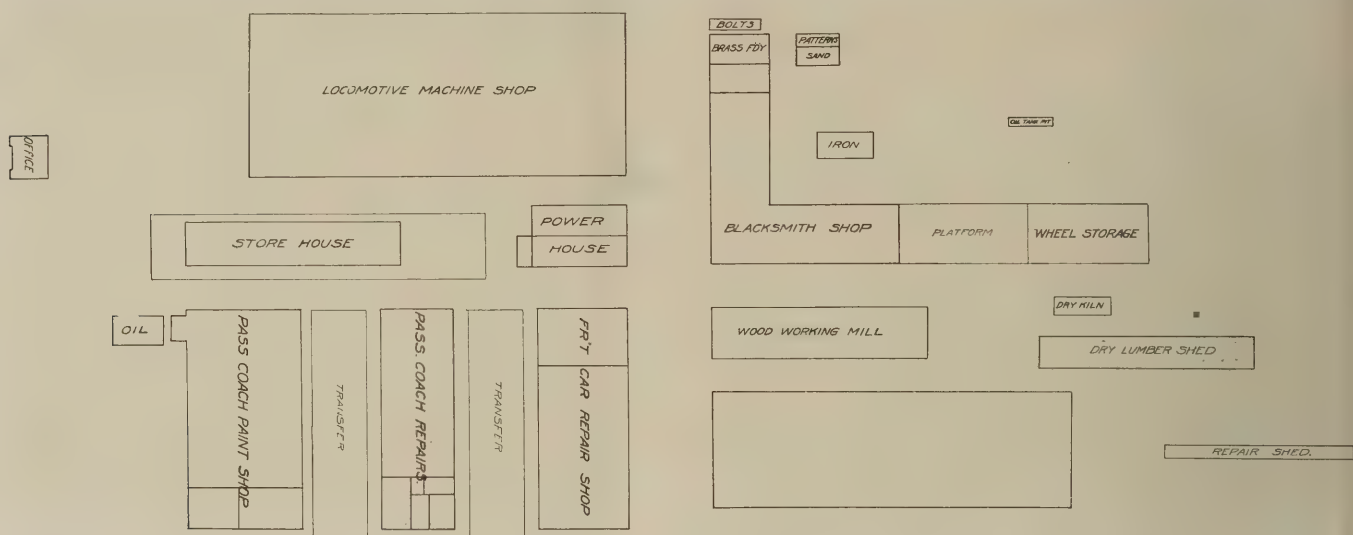 BOLTS
BRASS FDY
PATTERNS
SAND
LOCOMOTIVE MACHINE SHOP
OIL TANK PIT
OFFICE
IRON
POWER
HOUSE
STORE HOUSE
BLACKSMITH SHOP
PLATFORM
WHEEL STORAGE
DRY KILN
OIL
PASS COACH PAINT SHOP
TRANSFER
PASS. COACH REPAIRS.
TRANSFER
FR'T CAR REPAIR SHOP
WOOD WORKING MILL
DRY LUMBER SHED
REPAIR SHED.